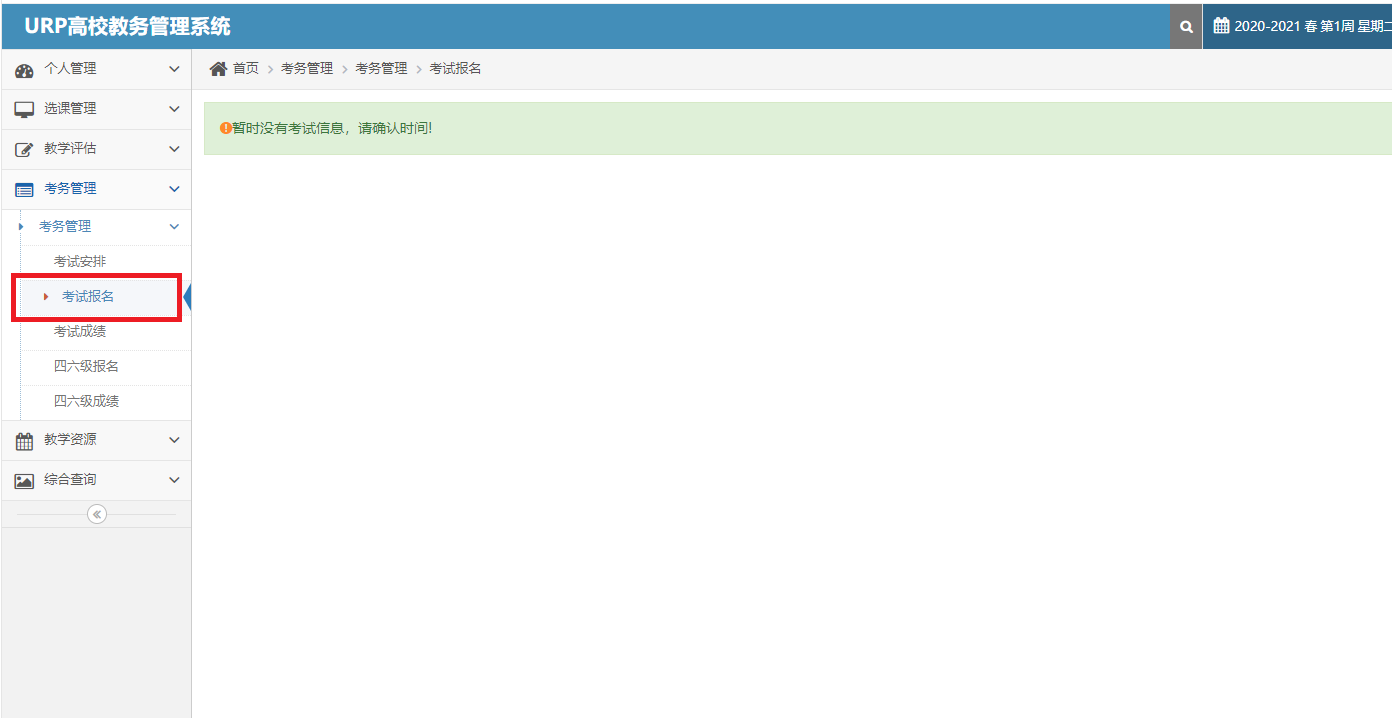 URP高校教务管理系统
2020-2021 春 第1周 星期二
个人管理
首页 考务管理 考务管理 考试报名
选课管理
暂时没有考试信息，请确认时间!
教学评估
考务管理
考务管理
考试安排
考试报名
考试成绩
四六级报名
四六级成绩
教学资源
综合查询